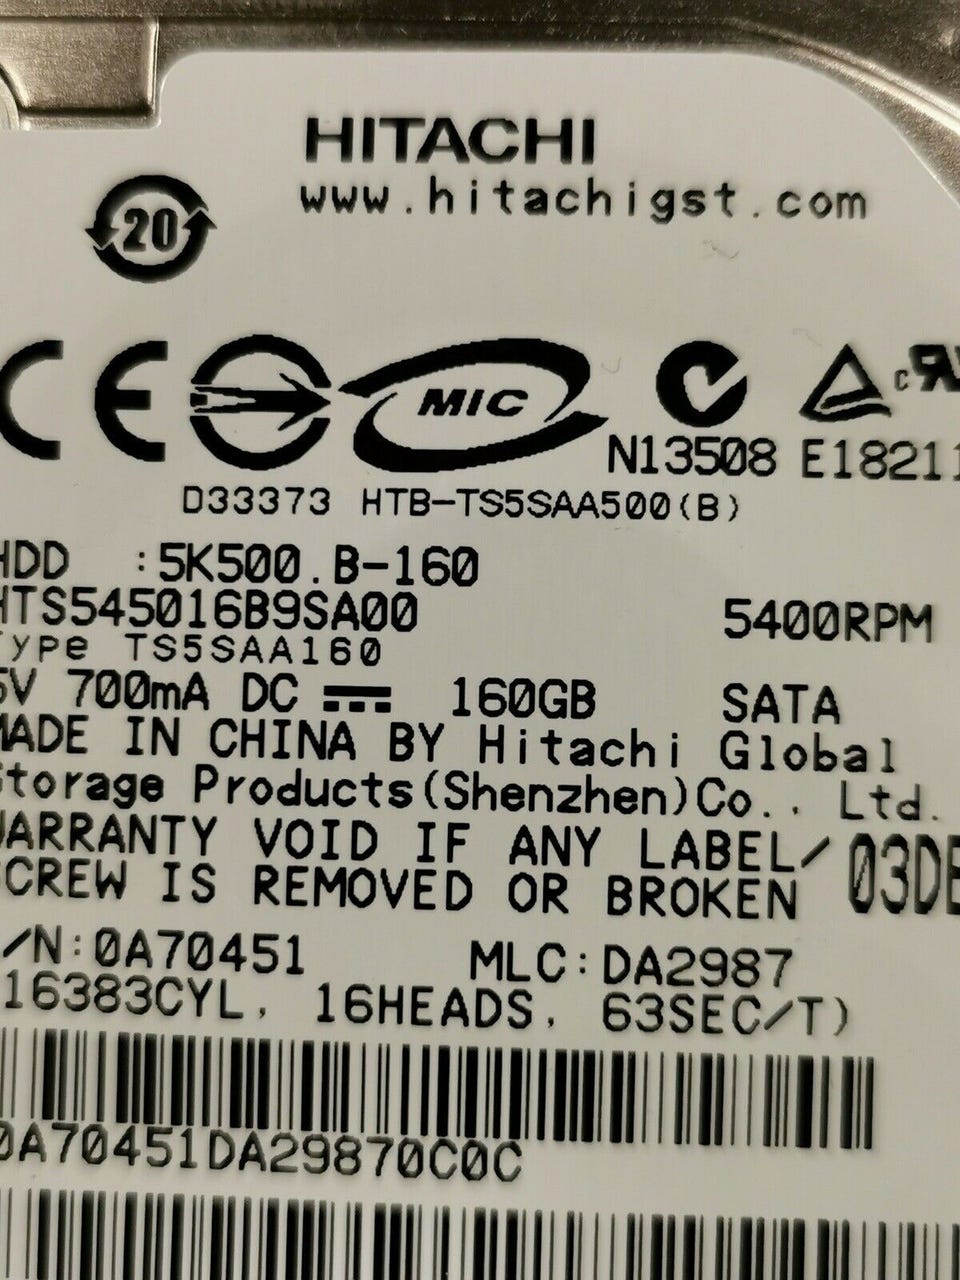 HITACHI
www.hitachigst.com
20
CE MIC
c
N13508 E18211
D33373 HTB-TS5SAA500(B)
HDD :5K500.B-160
HTS545016B9SA00 5400RPM
Type TS5SAA160
5V 700mA DC 160GB SATA
MADE IN CHINA BY Hitachi Global
Storage Products(Shenzhen)Co., Ltd.
WARRANTY VOID IF ANY LABEL/
SCREW IS REMOVED OR BROKEN
/N:0A70451 MLC:DA2987
16383CYL, 16HEADS, 63SEC/T)
0A70451DA29870C0C